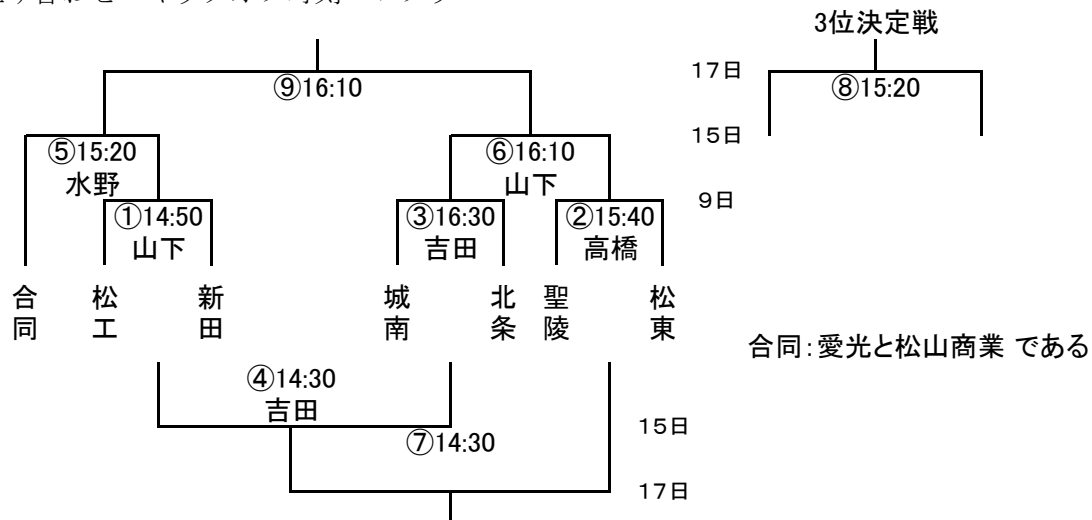 3位決定戦
17日
⑨16:10
⑧15:20
15日
⑤15:20
水野
⑥16:10
山下
9日
①14:50
山下
③16:30
吉田
②15:40
高橋
合同
松工
新田
城南
北条
聖陵
松東
合同：愛光と松山商業 である
④14:30
吉田
15日
⑦14:30
17日